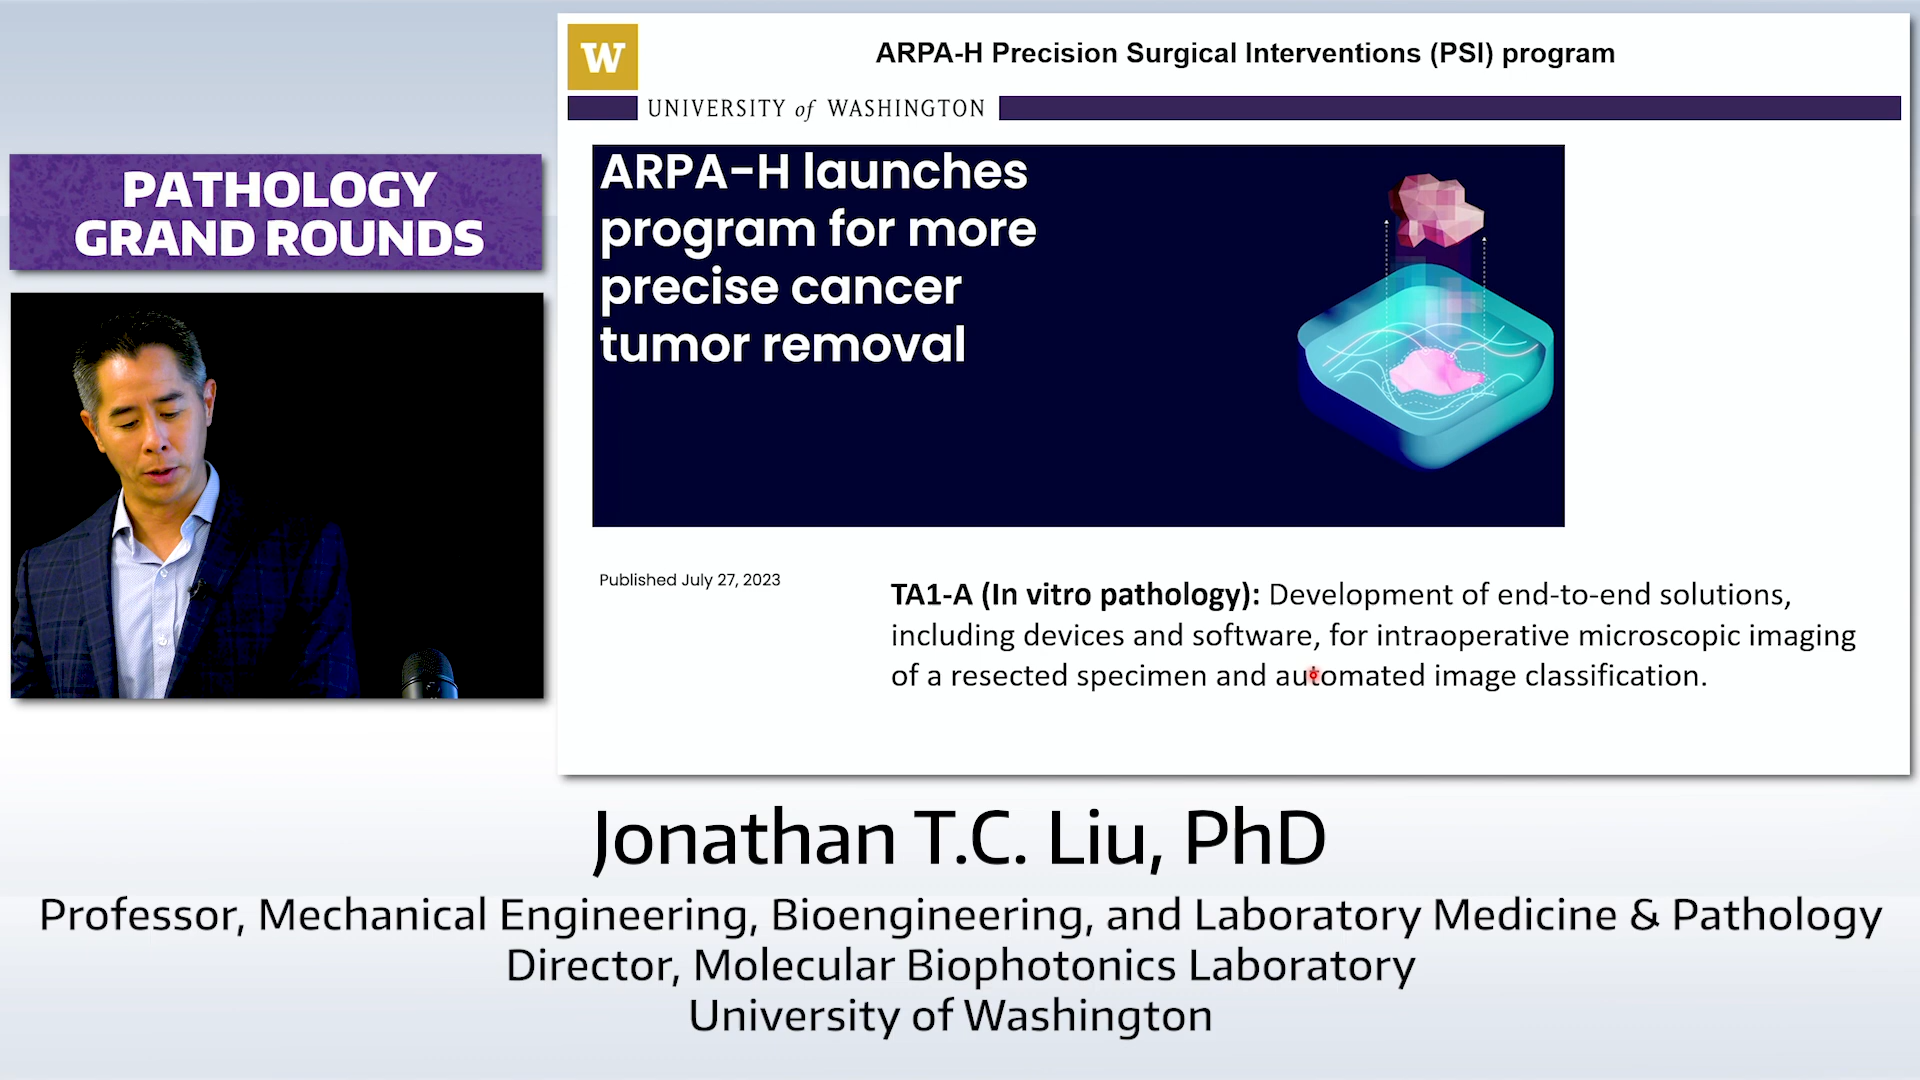 PATHOLOGY
GRAND ROUNDS
W
ARPA-H Precision Surgical Interventions (PSI) program
UNIVERSITY of WASHINGTON
ARPA-H launches
program for more
precise cancer
tumor removal
Published July 27, 2023
TA1-A (In vitro pathology): Development of end-to-end solutions,
including devices and software, for intraoperative microscopic imaging
of a resected specimen and automated image classification.
Jonathan T.C. Liu, PhD
Professor, Mechanical Engineering, Bioengineering, and Laboratory Medicine & Pathology
Director, Molecular Biophotonics Laboratory
University of Washington